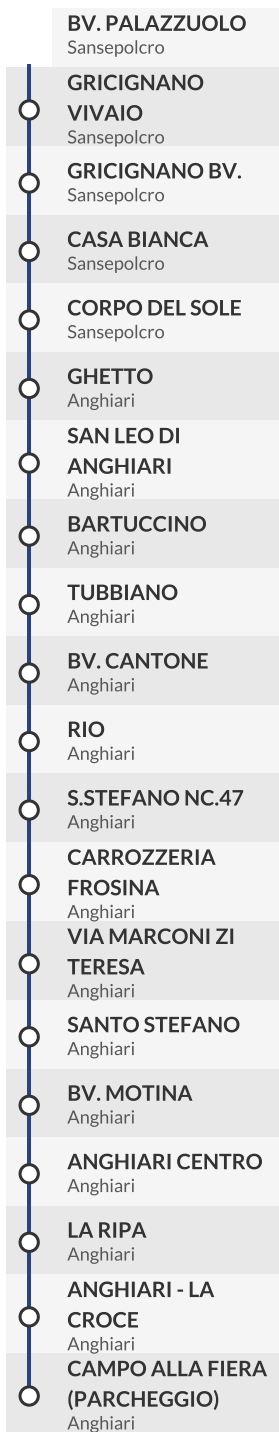 BV. PALAZZUOLO
Sansepolcro
GRICIGNANO
VIVAIO
Sansepolcro
GRICIGNANO BV.
Sansepolcro
CASA BIANCA
Sansepolcro
CORPO DEL SOLE
Sansepolcro
GHETTO
Anghiari
SAN LEO DI
ANGHIARI
Anghiari
BARTUCCINO
Anghiari
TUBBIANO
Anghiari
BV. CANTONE
Anghiari
RIO
Anghiari
S.STEFANO NC.47
Anghiari
CARROZZERIA
FROSINA
Anghiari
VIA MARCONI ZI
TERESA
Anghiari
SANTO STEFANO
Anghiari
BV. MOTINA
Anghiari
ANGHIARI CENTRO
Anghiari
LA RIPA
Anghiari
ANGHIARI - LA
CROCE
Anghiari
CAMPO ALLA FIERA
(PARCHEGGIO)
Anghiari